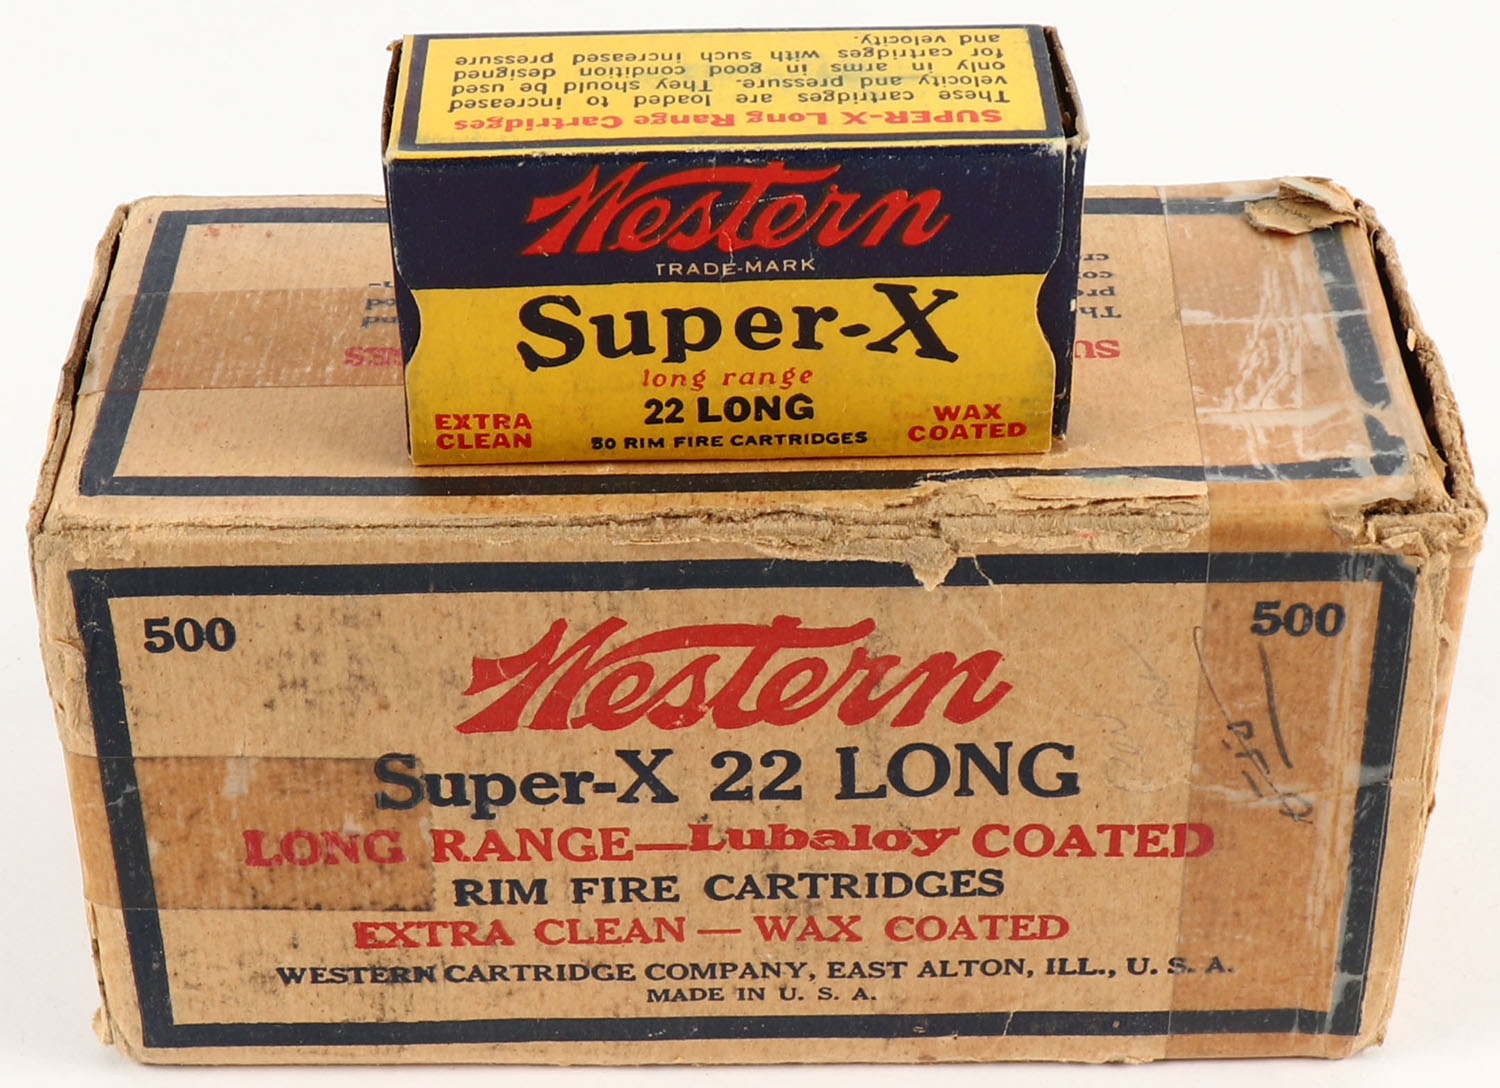 SUPER-X Long Range Cartridges
These cartridges are loaded to increased
velocity and pressure. They should be used
only in arms in good condition designed
for cartridges with such increased pressure
and velocity.
Western
TRADE-MARK
Super-X
long range
22 LONG
EXTRA
CLEAN
50 RIM FIRE CARTRIDGES
WAX
COATED
500
500
Western
Super-X 22 LONG
LONG RANGE—Lubaloy COATED
RIM FIRE CARTRIDGES
EXTRA CLEAN — WAX COATED
WESTERN CARTRIDGE COMPANY, EAST ALTON, ILL., U. S. A.
MADE IN U. S. A.